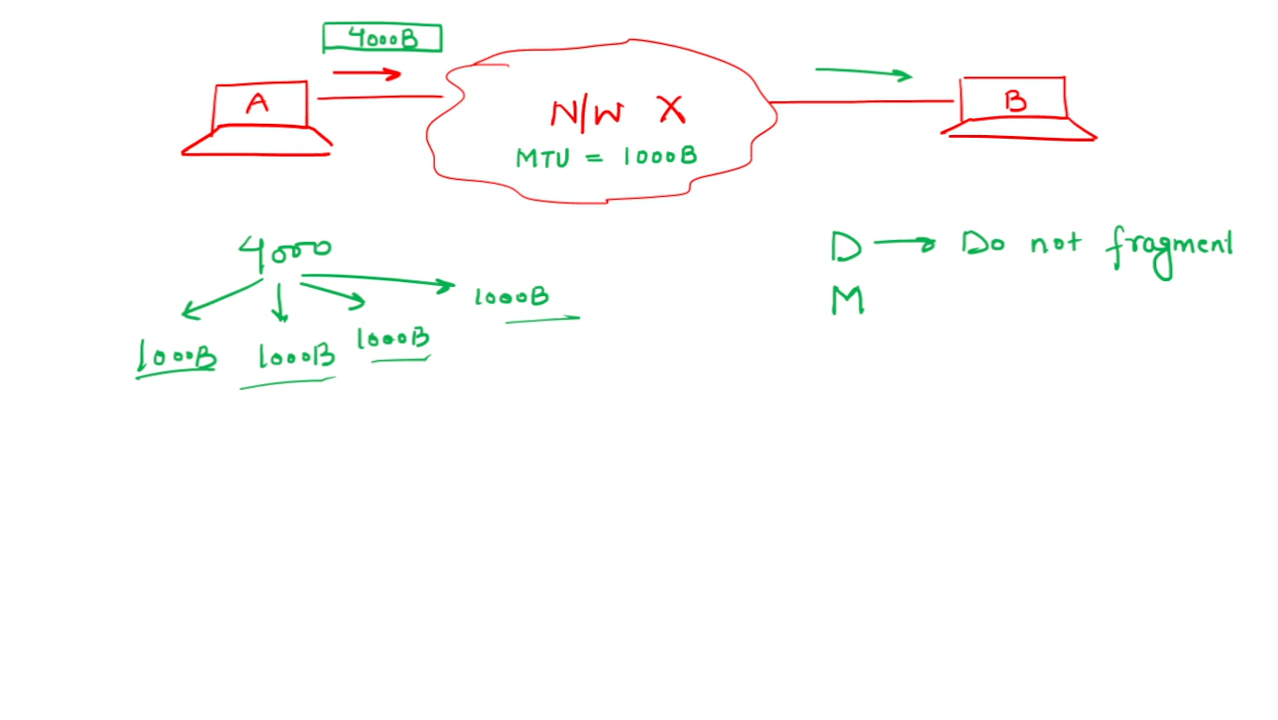 4000B
A
N/W X
B
MTU = 1000B
4000
D → Do not fragment
1000B
M
1000B
1000B
1000B